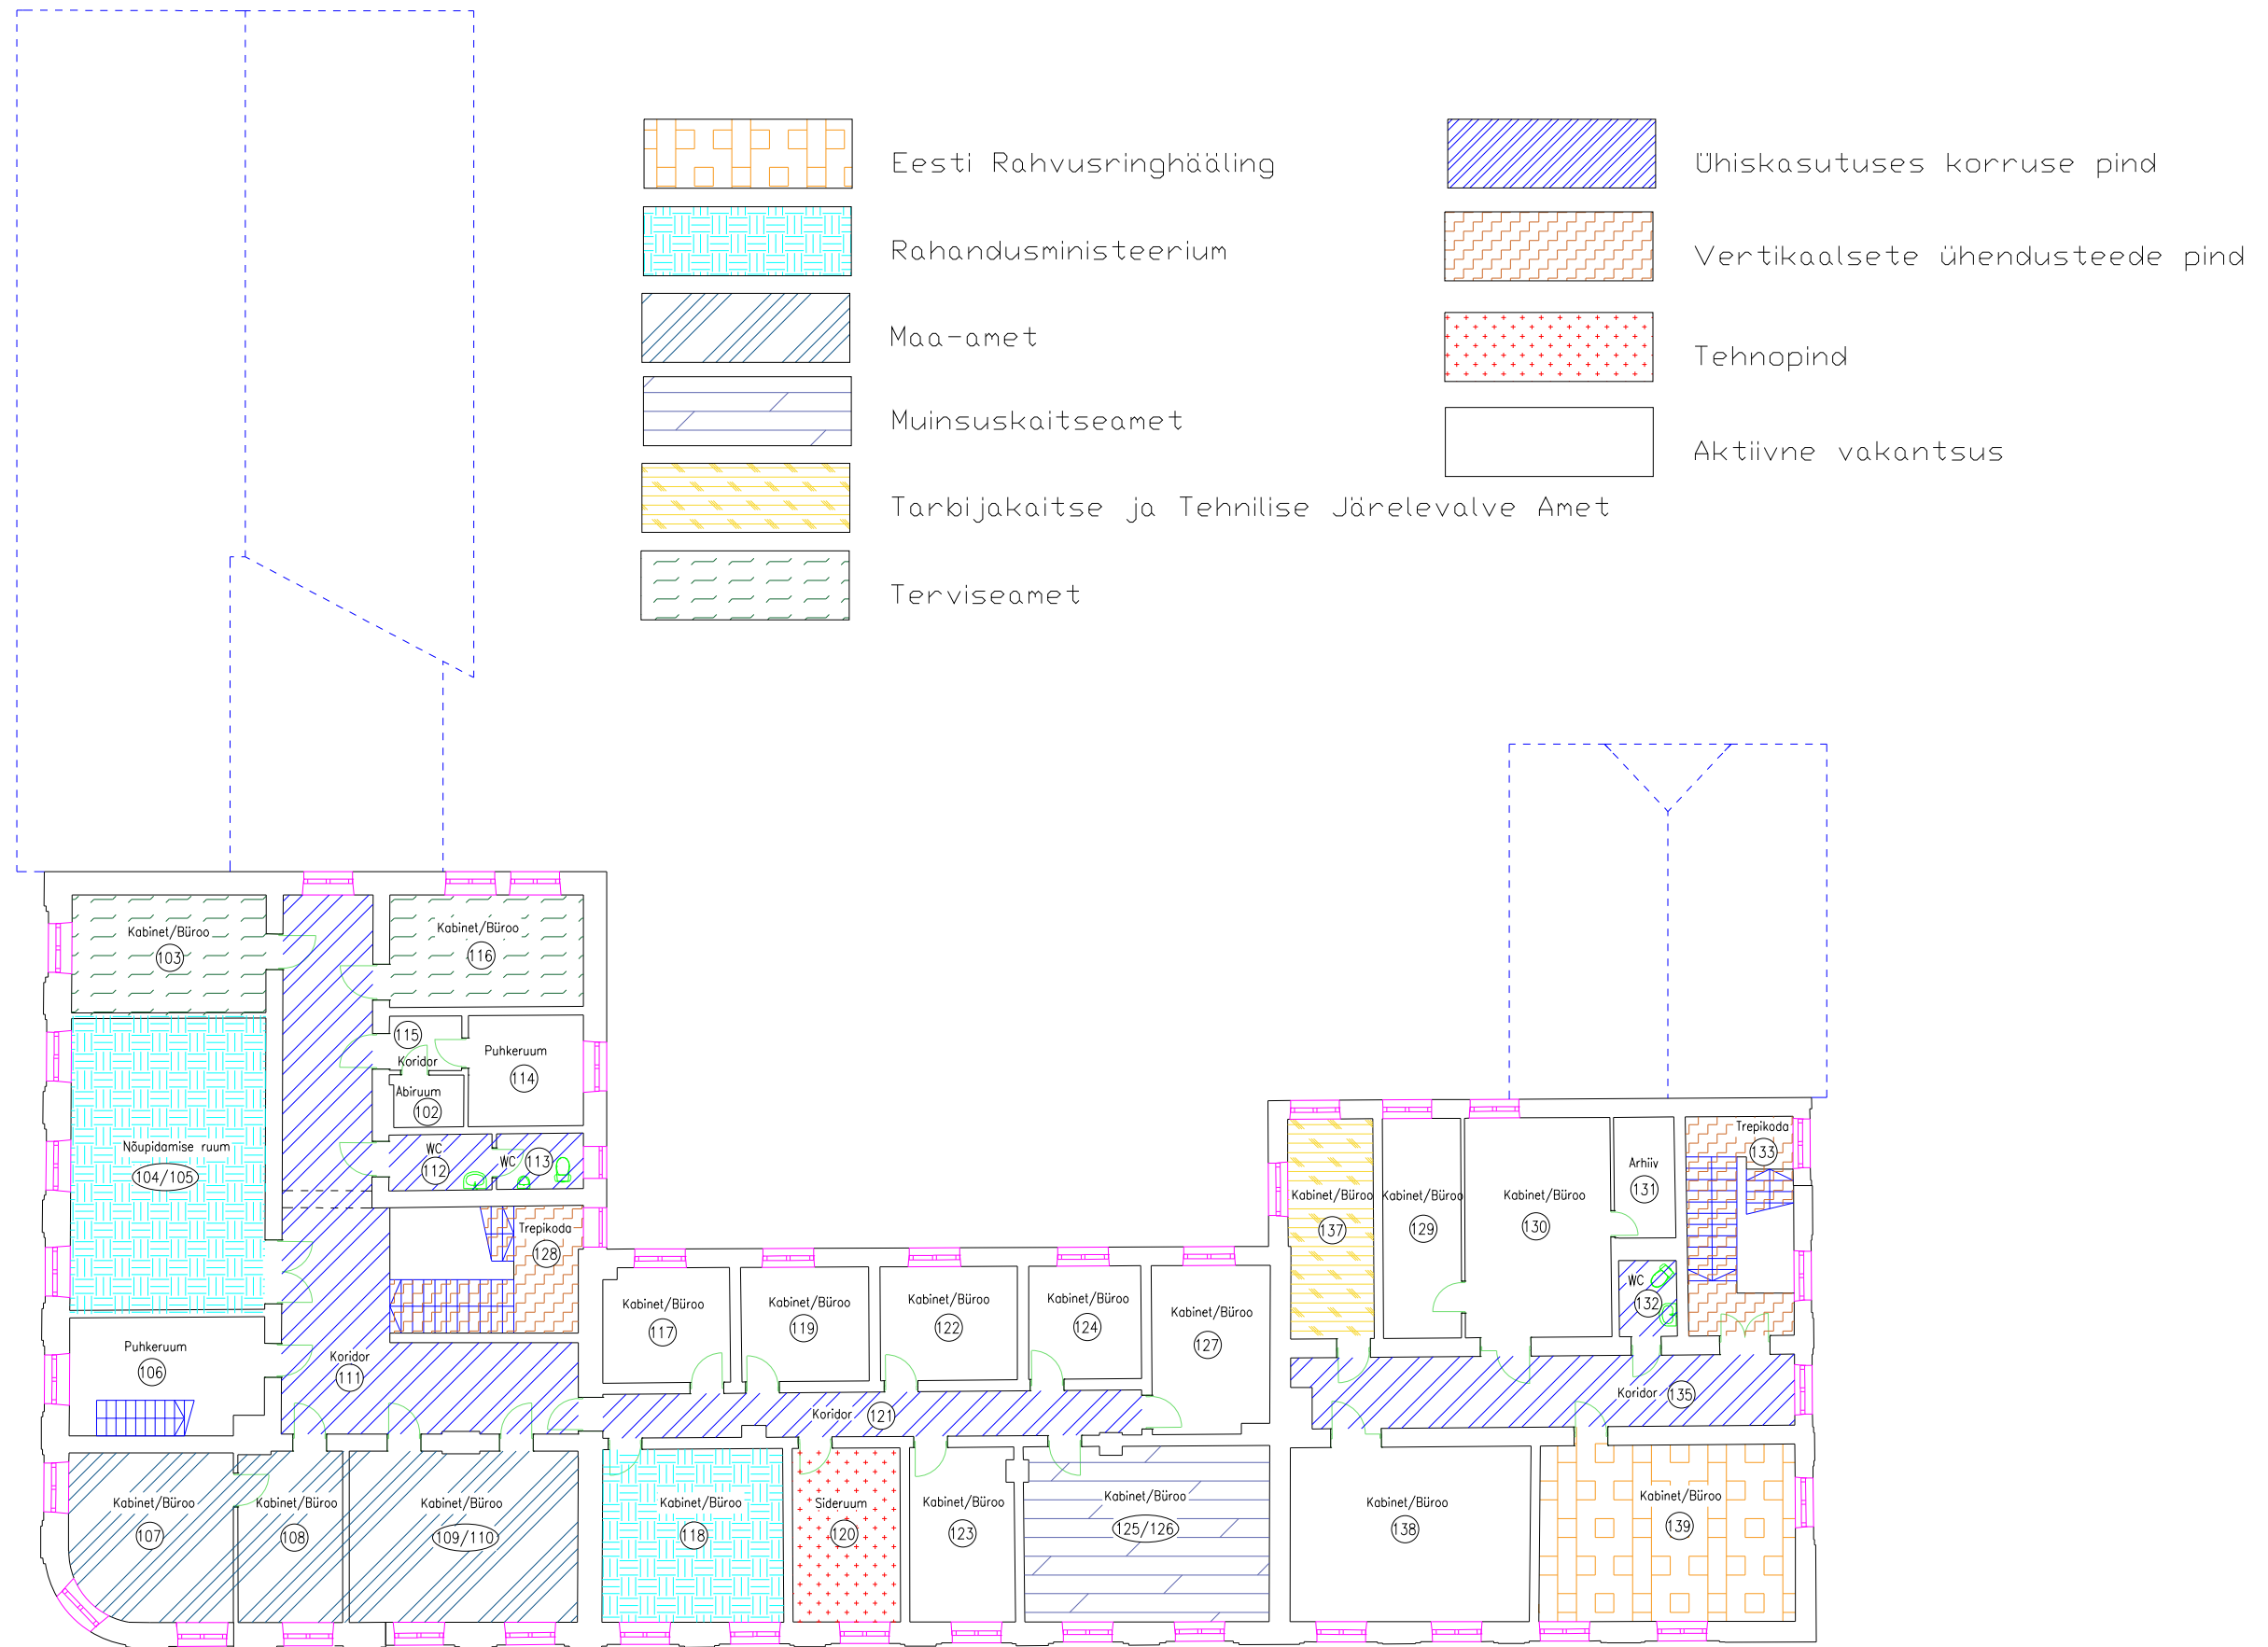 Eesti Rahvusringhääling
Ühiskasutuses korruse pind
Rahandusministeerium
Vertikaalsete ühendusteede pind
Maa-amet
Tehnopind
Muinsuskaitseamet
Aktiivne vakantsus
Tarbijakaitse ja Tehnilise Järelevalve Amet
Terviseamet
Kabinet/Büroo
103
Kabinet/Büroo
116
115
Koridor
Puhkeruum
114
Abiruum
102
Nõupidamise ruum
104/105
WC
112
WC
113
Trepikoda
128
Puhkeruum
106
Koridor
111
Kabinet/Büroo
107
Kabinet/Büroo
108
Kabinet/Büroo
109/110
Kabinet/Büroo
117
Kabinet/Büroo
119
Kabinet/Büroo
122
Kabinet/Büroo
124
Kabinet/Büroo
127
Koridor
121
Kabinet/Büroo
118
Sideruum
120
Kabinet/Büroo
123
Kabinet/Büroo
125/126
Kabinet/Büroo
137
Kabinet/Büroo
129
Kabinet/Büroo
130
Arhiiv
131
Trepikoda
133
WC
132
Koridor
135
Kabinet/Büroo
138
Kabinet/Büroo
139